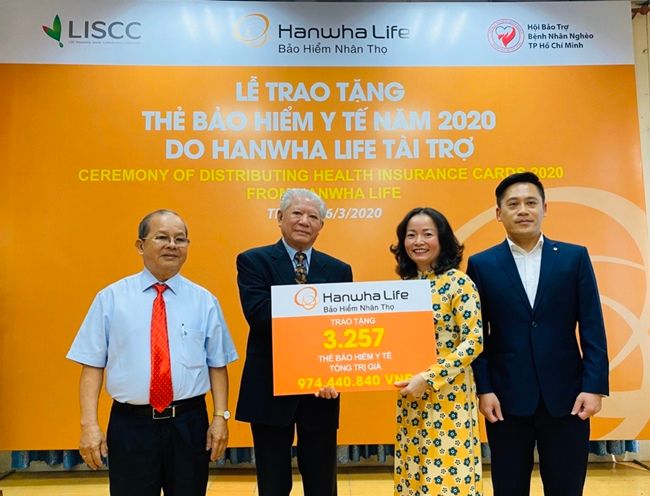 LISCC
Hanwha Life
Bảo Hiểm Nhân Thọ
Hội Bảo Trợ
Bệnh Nhân Nghèo
TP Hồ Chí Minh
LỄ TRAO TẶNG
THẺ BẢO HIỂM Y TẾ NĂM 2020
DO HANWHA LIFE TÀI TRỢ
CEREMONY OF DISTRIBUTING HEALTH INSURANCE CARDS 2020
FROM HANWHA LIFE
6/3/2020
Hanwha Life
Bảo Hiểm Nhân Thọ
TRAO TẶNG
3.257
THẺ BẢO HIỂM Y TẾ
TỔNG TRỊ GIÁ
974.440.840 VNĐ